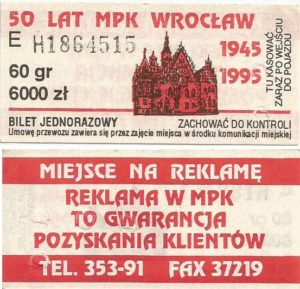 50 LAT MPK WROCŁAW
E H1864515
1945
1995
60 gr
6000 zł
TU KASOWAĆ
ZARAZ PO WEJŚCIU
DO POJAZDU
BILET JEDNORAZOWY ZACHOWAĆ DO KONTROLI
Umowę przewozu zawiera się przez zajęcie miejsca w środku komunikacji miejskiej
MIEJSCE NA REKLAMĘ
REKLAMA W MPK
TO GWARANCJA
POZYSKANIA KLIENTÓW
TEL. 353-91 FAX 37219